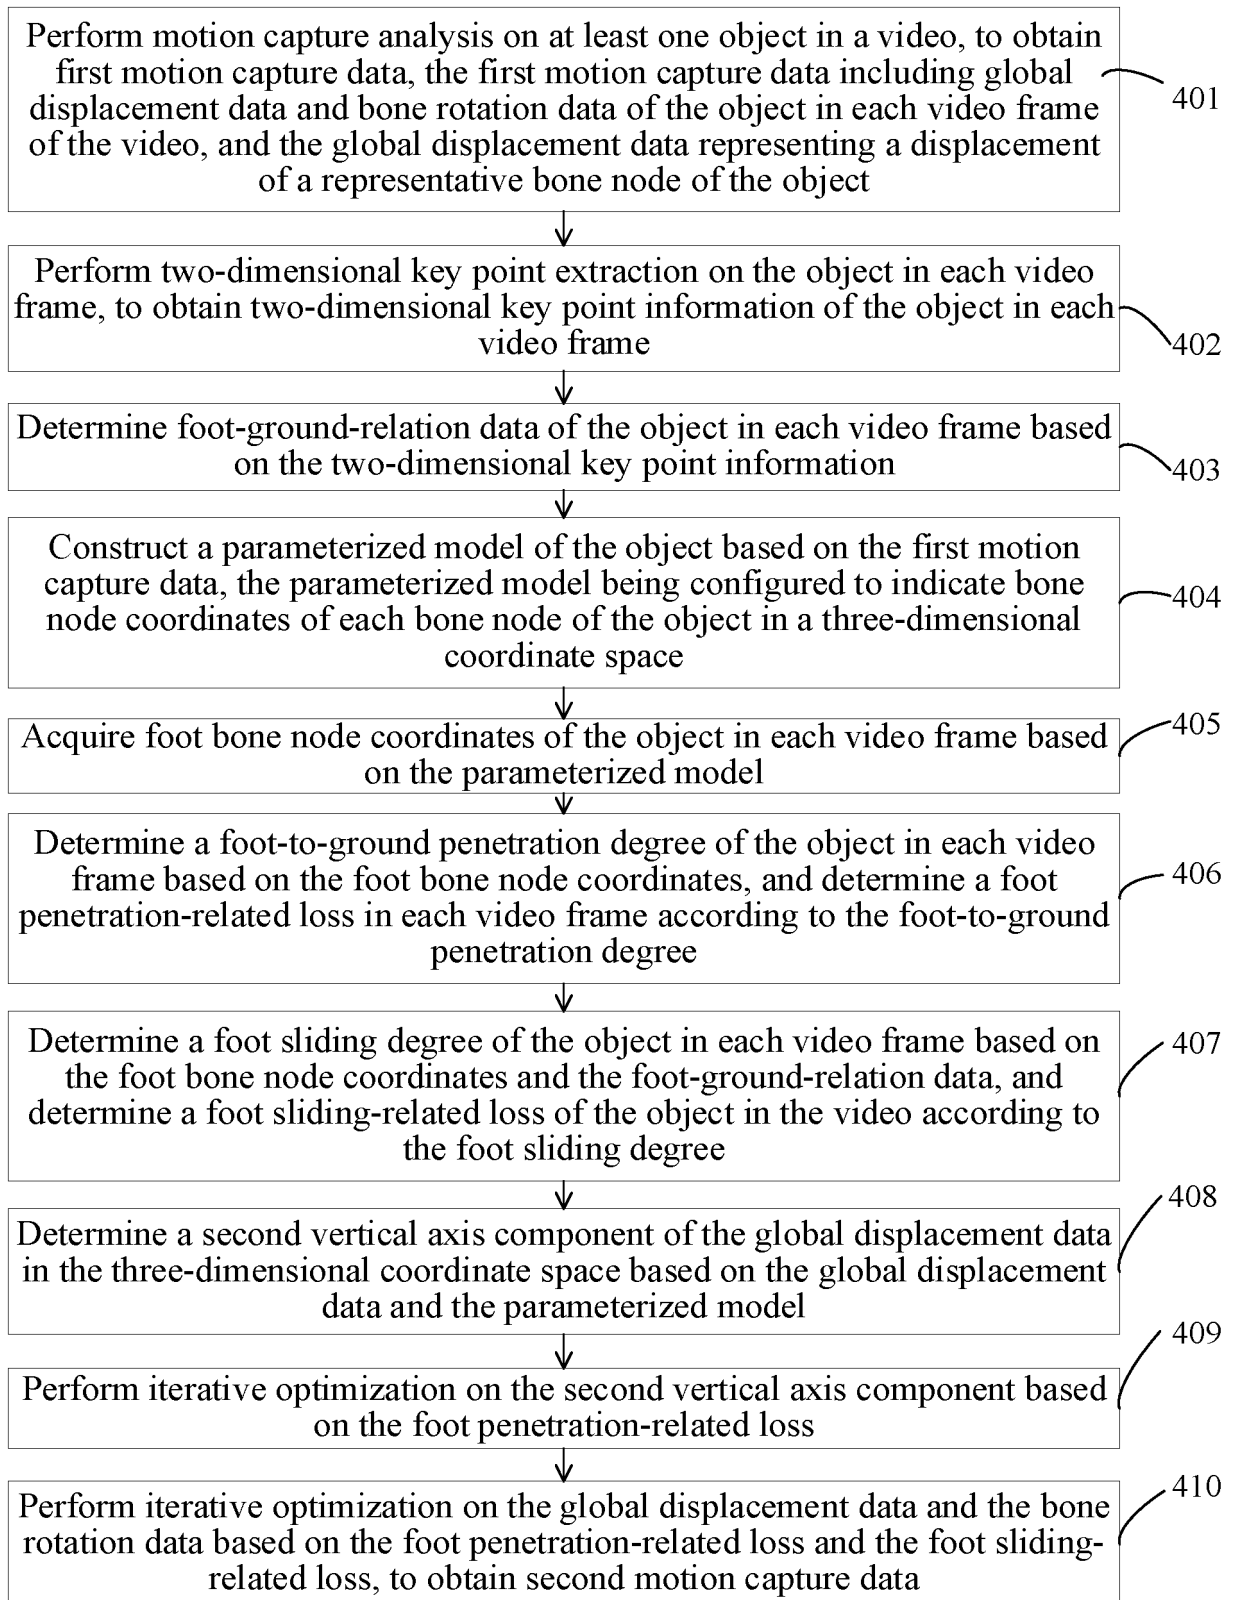 Perform motion capture analysis on at least one object in a video, to obtain
first motion capture data, the first motion capture data including global
displacement data and bone rotation data of the object in each video frame
of the video, and the global displacement data representing a displacement
of a representative bone node of the object
401
Perform two-dimensional key point extraction on the object in each video
frame, to obtain two-dimensional key point information of the object in each
video frame
402
Determine foot-ground-relation data of the object in each video frame based
on the two-dimensional key point information
403
Construct a parameterized model of the object based on the first motion
capture data, the parameterized model being configured to indicate bone
node coordinates of each bone node of the object in a three-dimensional
coordinate space
404
Acquire foot bone node coordinates of the object in each video frame based
on the parameterized model
405
Determine a foot-to-ground penetration degree of the object in each video
frame based on the foot bone node coordinates, and determine a foot
penetration-related loss in each video frame according to the foot-to-ground
penetration degree
406
Determine a foot sliding degree of the object in each video frame based on
the foot bone node coordinates and the foot-ground-relation data, and
determine a foot sliding-related loss of the object in the video according to
the foot sliding degree
407
Determine a second vertical axis component of the global displacement data
in the three-dimensional coordinate space based on the global displacement
data and the parameterized model
408
Perform iterative optimization on the second vertical axis component based
on the foot penetration-related loss
409
Perform iterative optimization on the global displacement data and the bone
rotation data based on the foot penetration-related loss and the foot sliding-
related loss, to obtain second motion capture data
410